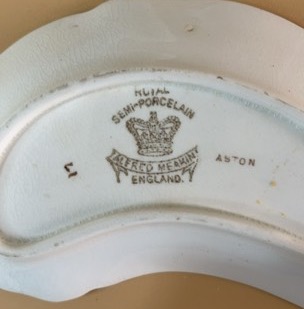 ROYAL
SEMI-PORCELAIN
ALFRED MEAKIN
ENGLAND.
ASTON